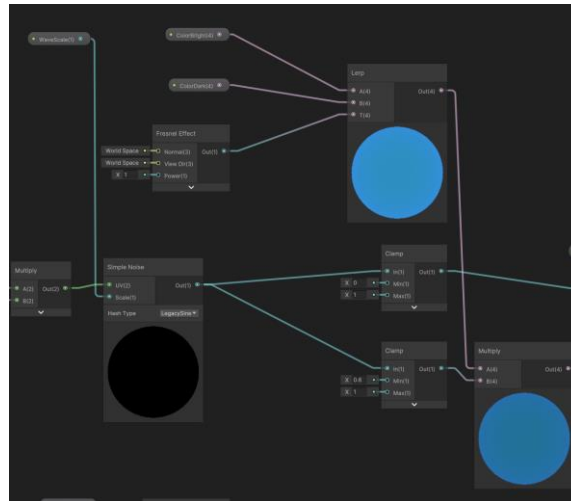 WaveScale(1)
ColorBrigin(4)
ColorDark(4)
Lerp
A(4) Out(4)
B(4)
T(4)
Fresnel Effect
World Space Normal(3) Out(1)
World Space View Dir(3)
X 1 Power(1)
Multiply
A(2) Out(2)
B(2)
Simple Noise
UV(2) Out(1)
Scale(1)
Hash Type LegacySine
Clamp
In(1) Out(1)
X 0 Min(1)
X 1 Max(1)
Clamp
In(1) Out(1)
X 0.6 Min(1)
X 1 Max(1)
Multiply
A(4) Out(4)
B(4)